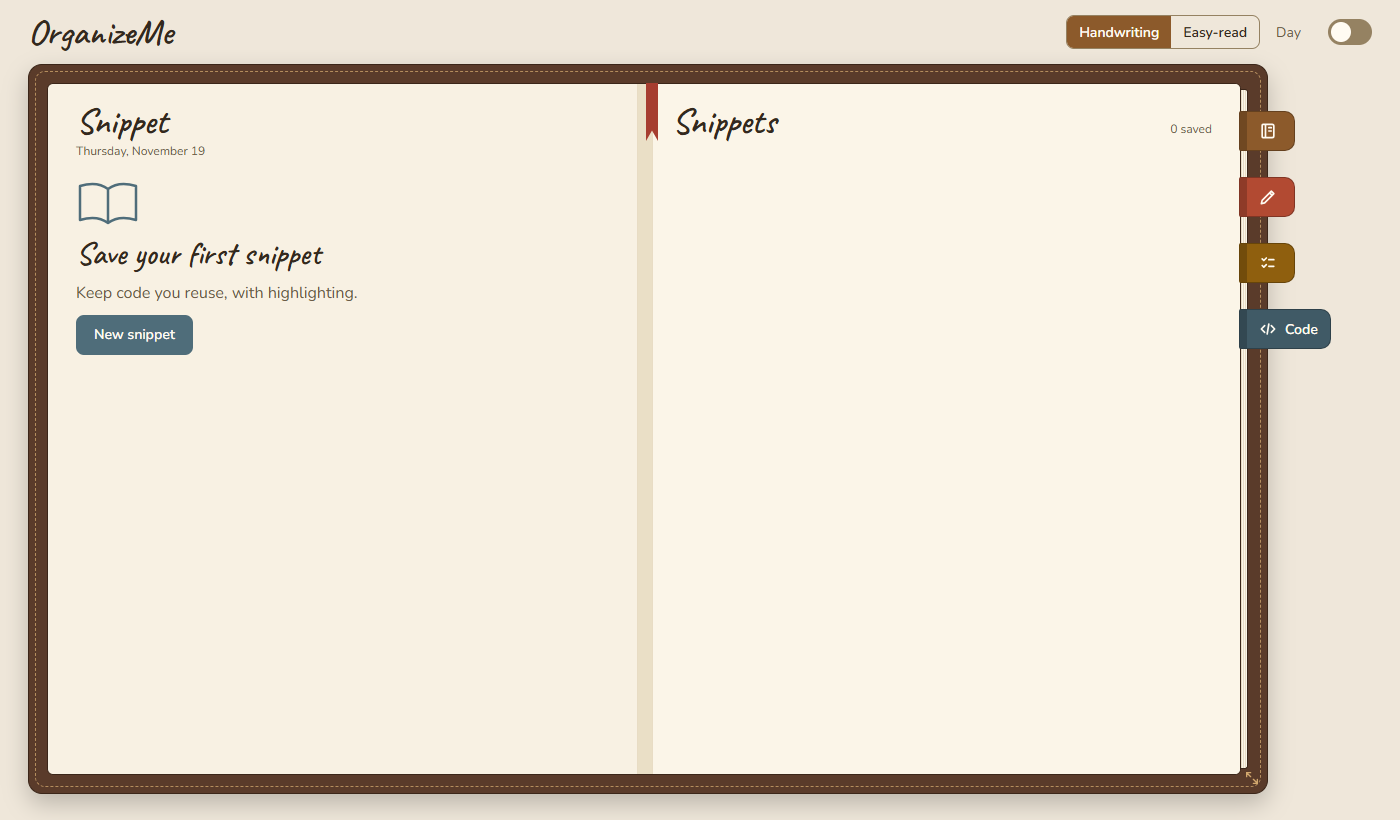 OrganizeMe
Handwriting
Easy-read
Day
Snippet
Thursday, November 19
Save your first snippet
Keep code you reuse, with highlighting.
New snippet
Snippets
0 saved
Code